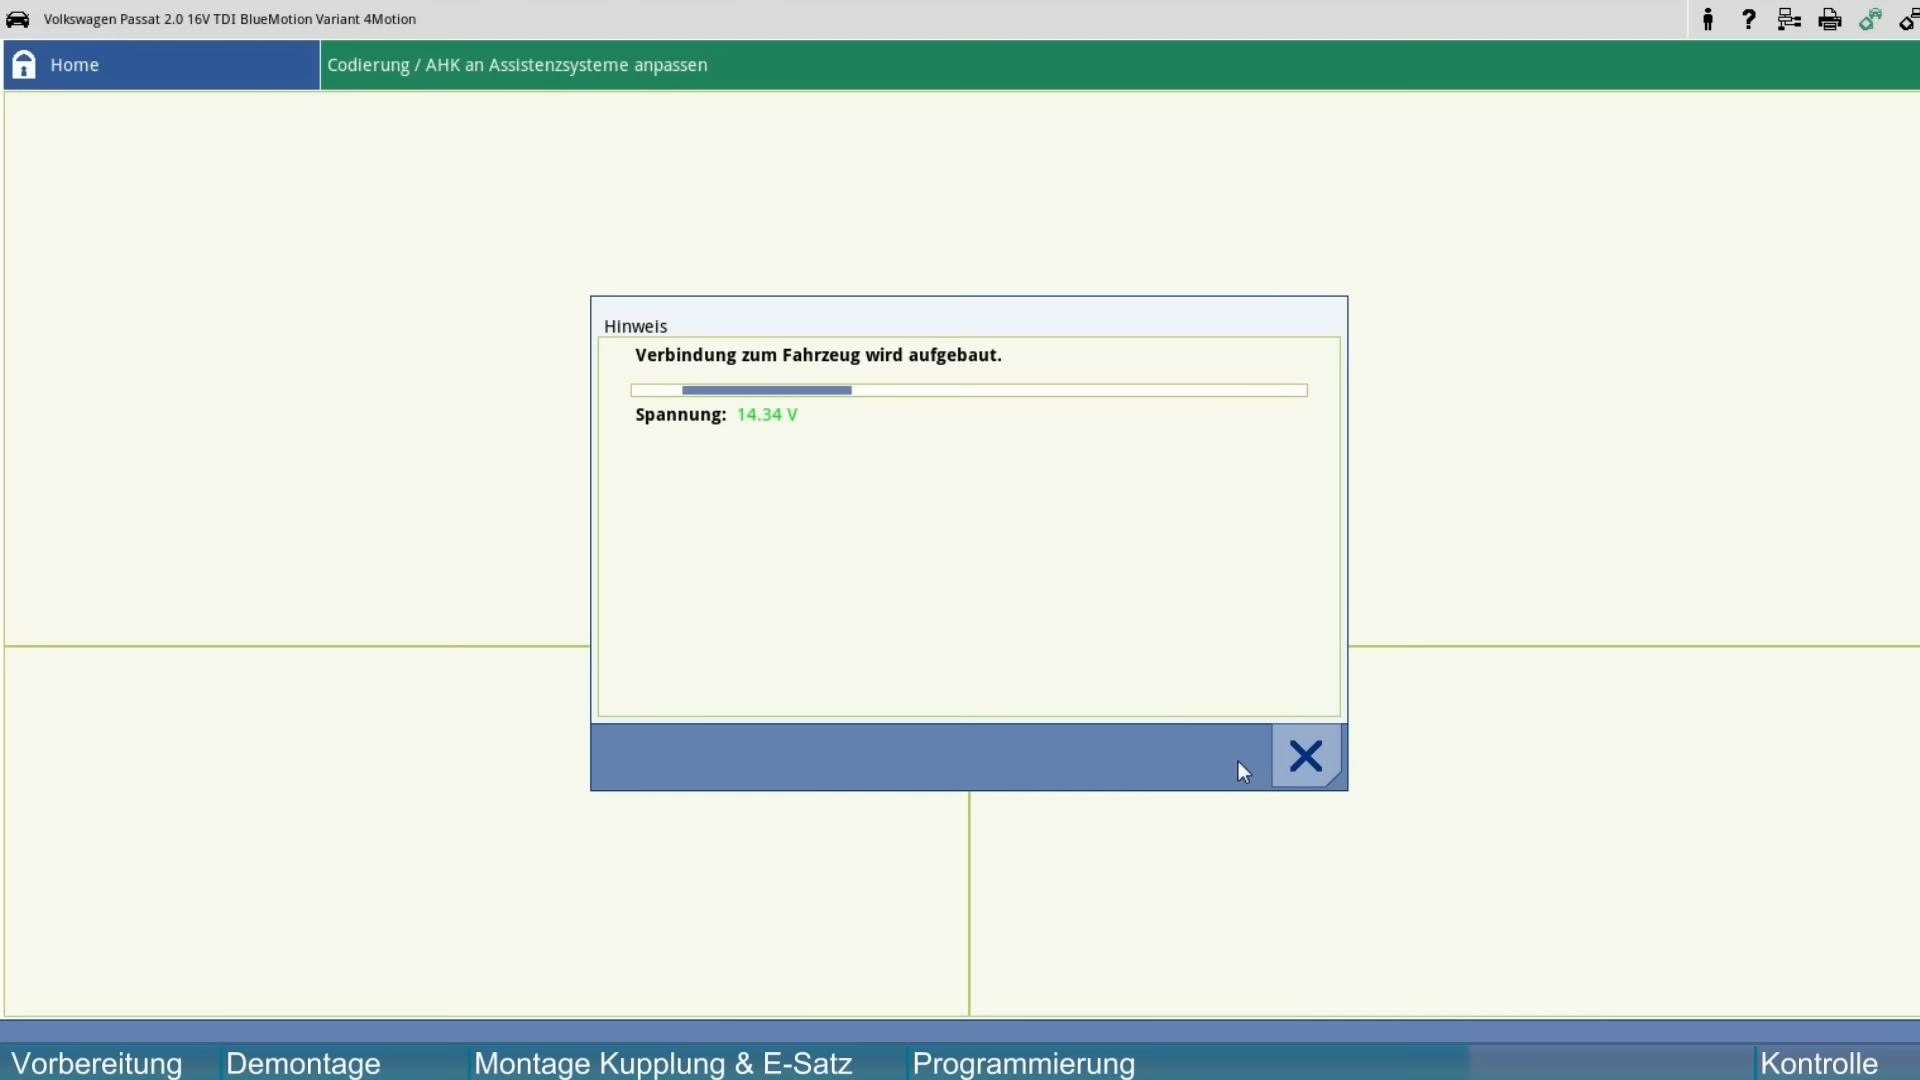 Volkswagen Passat 2.0 16V TDI BlueMotion Variant 4Motion
Home
Codierung / AHK an Assistenzsysteme anpassen
Hinweis
Verbindung zum Fahrzeug wird aufgebaut.
Spannung: 14.34 V
Vorbereitung
Demontage
Montage Kupplung & E-Satz
Programmierung
Kontrolle